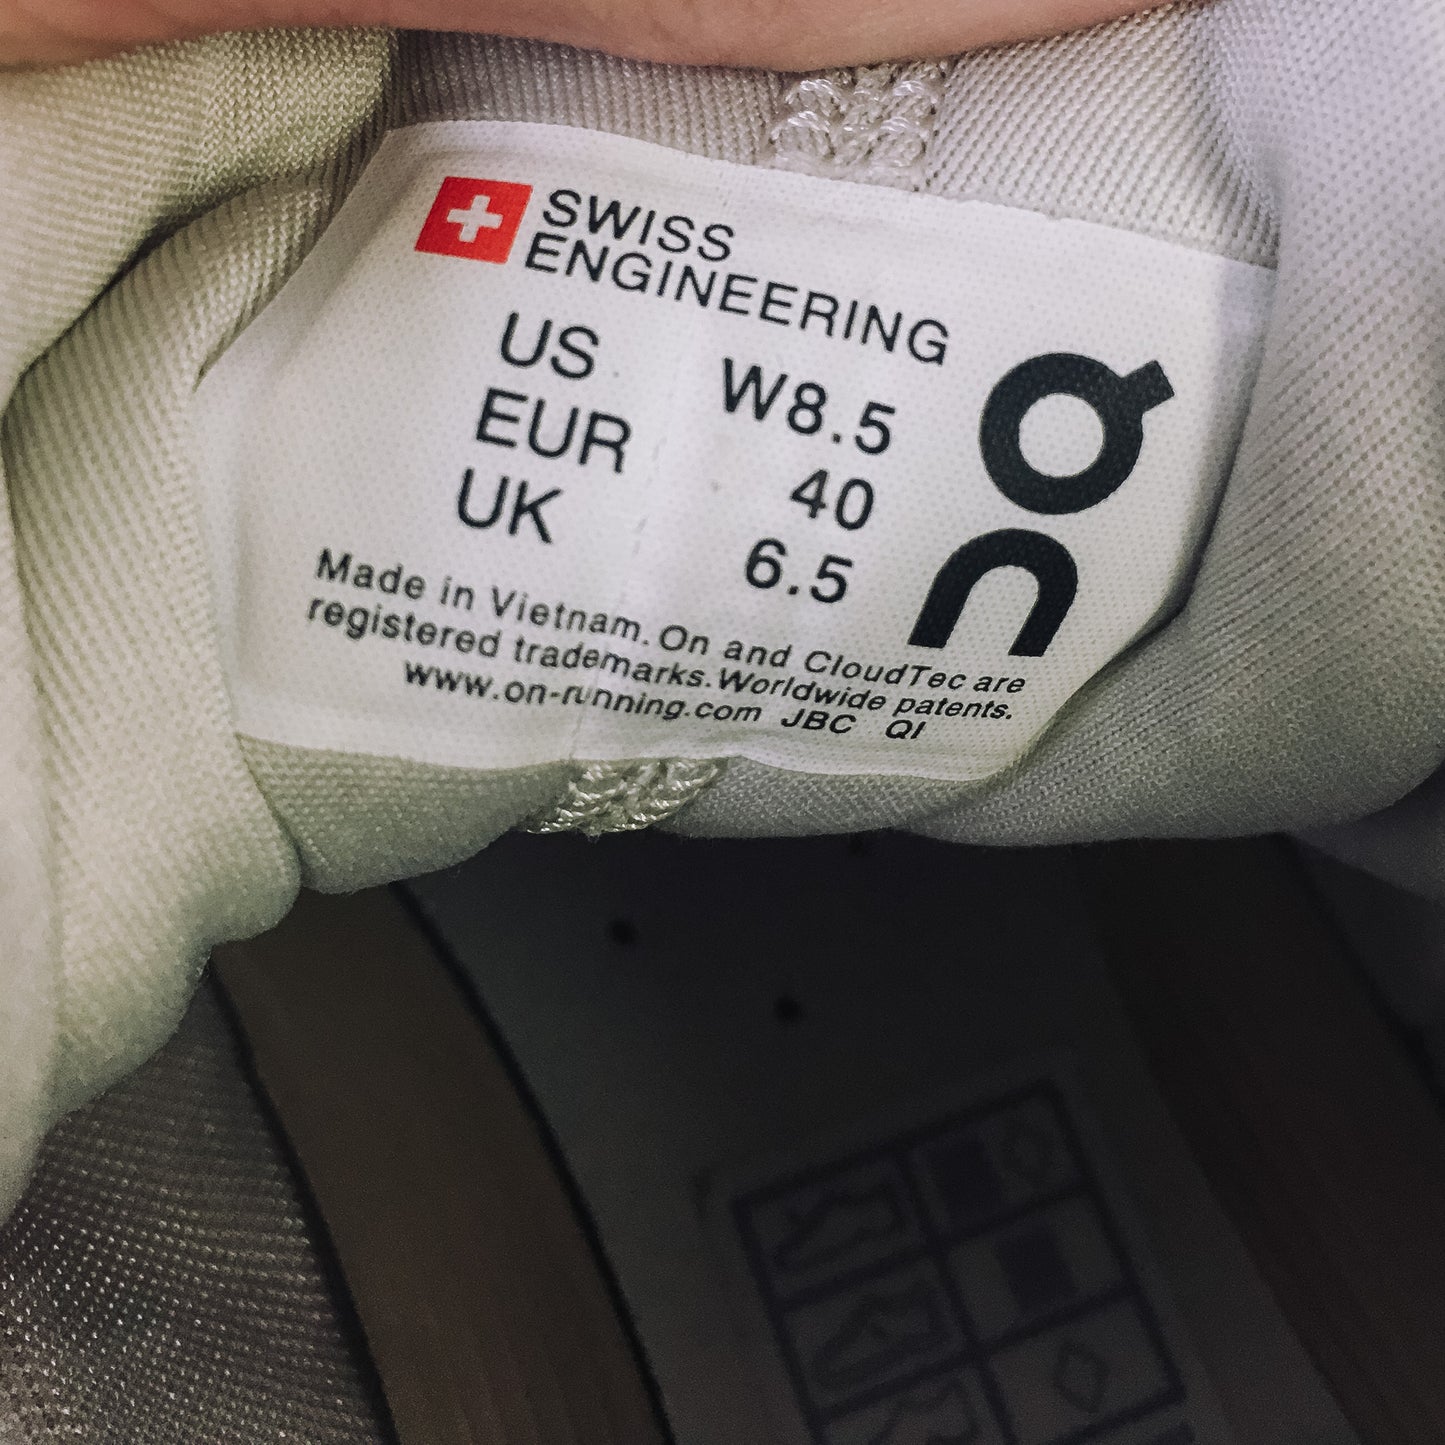 SWISS
ENGINEERING
US W8.5
EUR 40
UK 6.5
On
Made in Vietnam. On and CloudTec are
registered trademarks. Worldwide patents.
www.on-running.com JBC QI